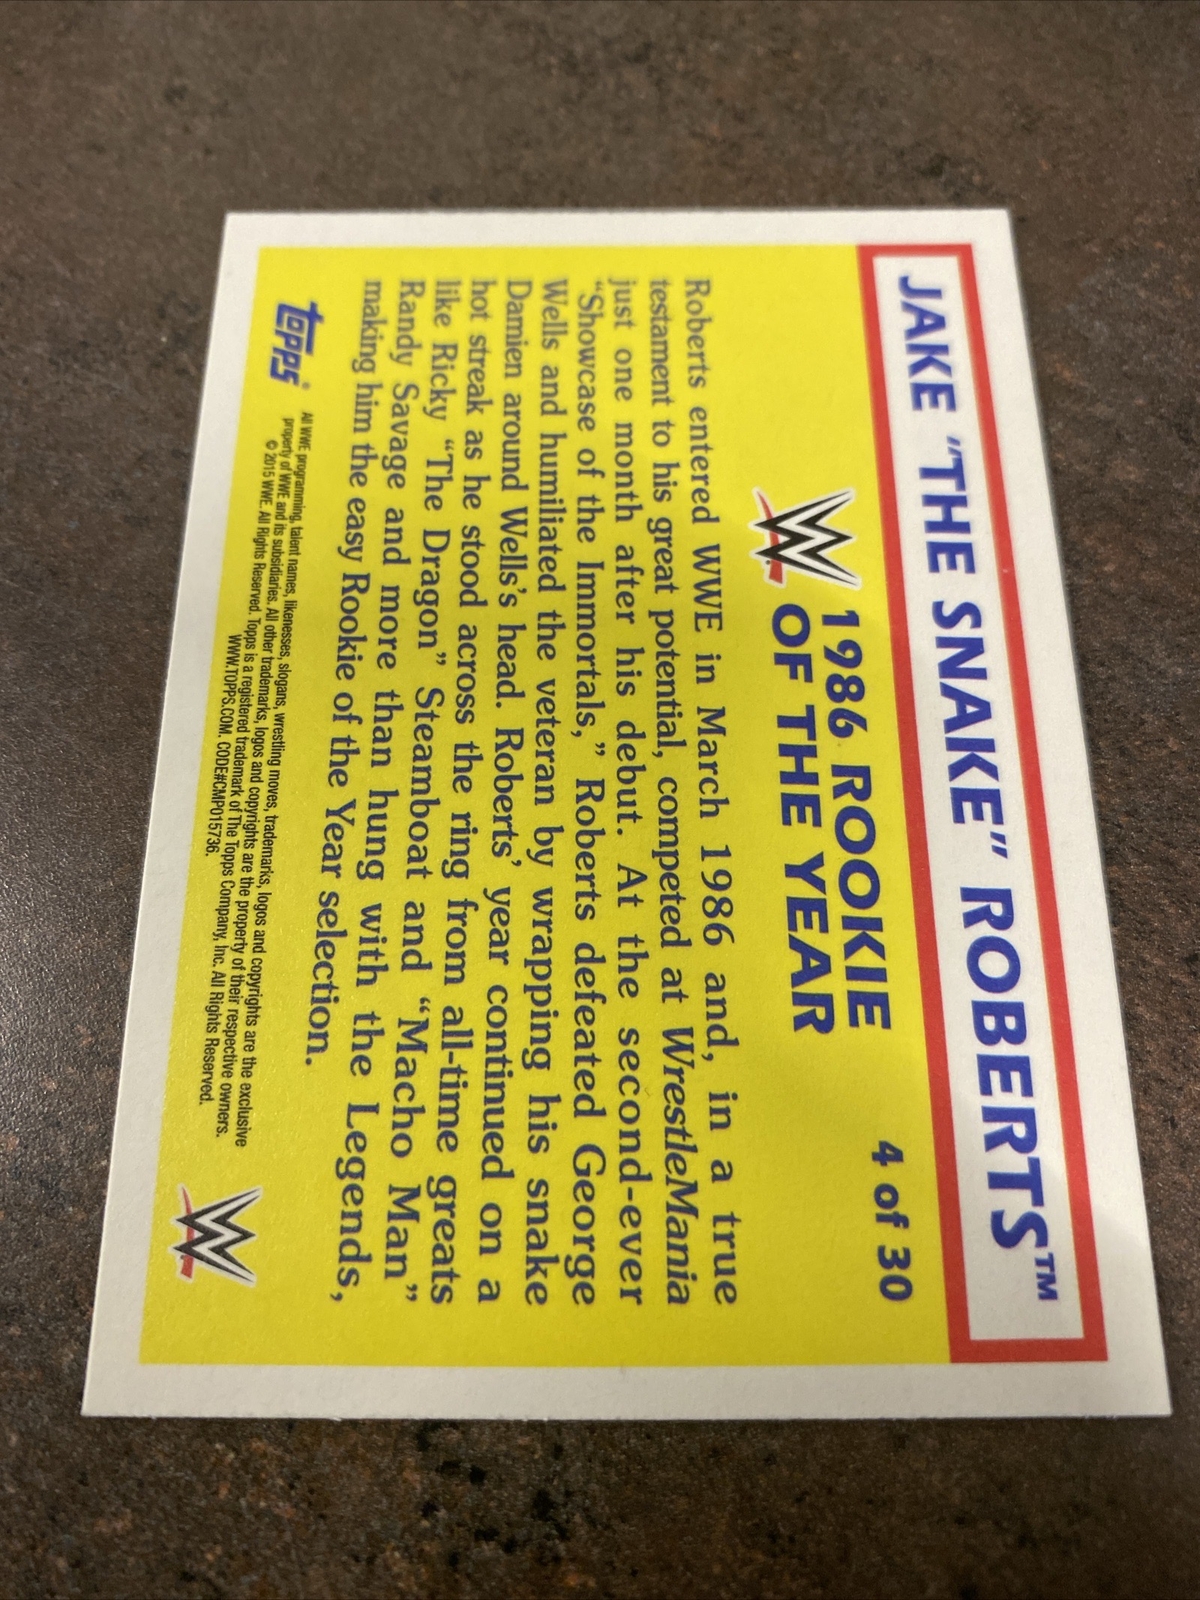 JAKE "THE SNAKE" ROBERTS™
4 of 30
W 1986 ROOKIE
OF THE YEAR
Roberts entered WWE in March 1986 and, in a true
testament to his great potential, competed at WrestleMania
just one month after his debut. At the second-ever
“Showcase of the Immortals,” Roberts defeated George
Wells and humiliated the veteran by wrapping his snake
Damien around Wells's head. Roberts' year continued on a
hot streak as he stood across the ring from all-time greats
like Ricky “The Dragon” Steamboat and “Macho Man”
Randy Savage and more than hung with the Legends,
making him the easy Rookie of the Year selection.
topps®
All WWE programming, talent names, likenesses, slogans, wrestling moves, trademarks, logos and copyrights are the exclusive
property of WWE and its subsidiaries. All other trademarks, logos and copyrights are the property of their respective owners.
© 2015 WWE. All Rights Reserved. Topps is a registered trademark of The Topps Company, Inc. All Rights Reserved.
WWW.TOPPS.COM. CODE#CMP015736.
W